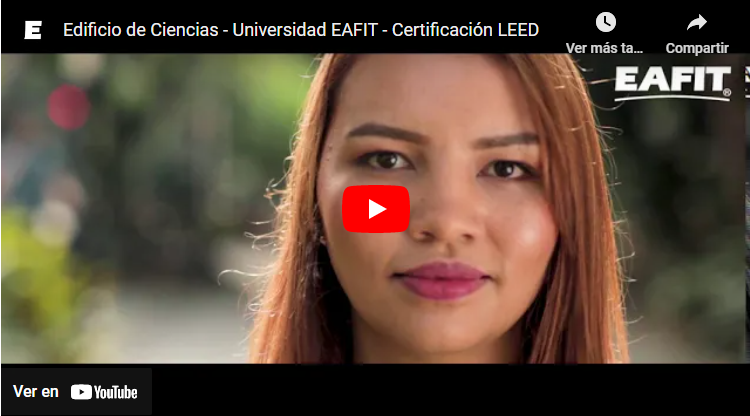 E Edificio de Ciencias - Universidad EAFIT - Certificación LEED
Ver más ta... Compartir
EAFIT®
Ver en YouTube